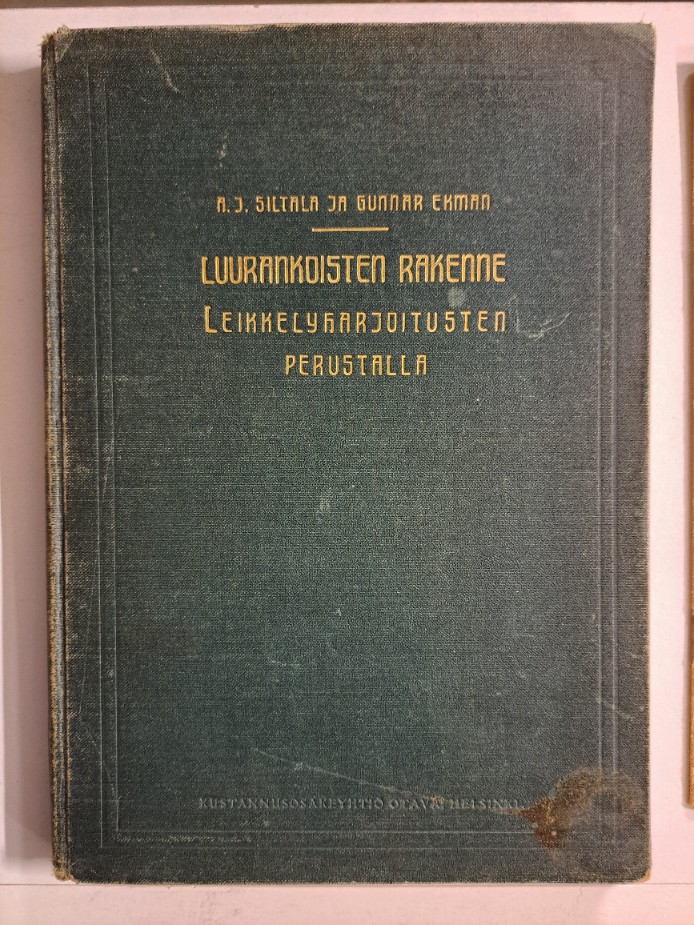 A. J. SILTALA JA GUNNAR EKMAN
LUURANKOISTEN RAKENNE
LEIKKELYHARJOITUSTEN
PERUSTALLA
KUSTANNUSOSAKEYHTIÖ OTAVA, HELSINKI